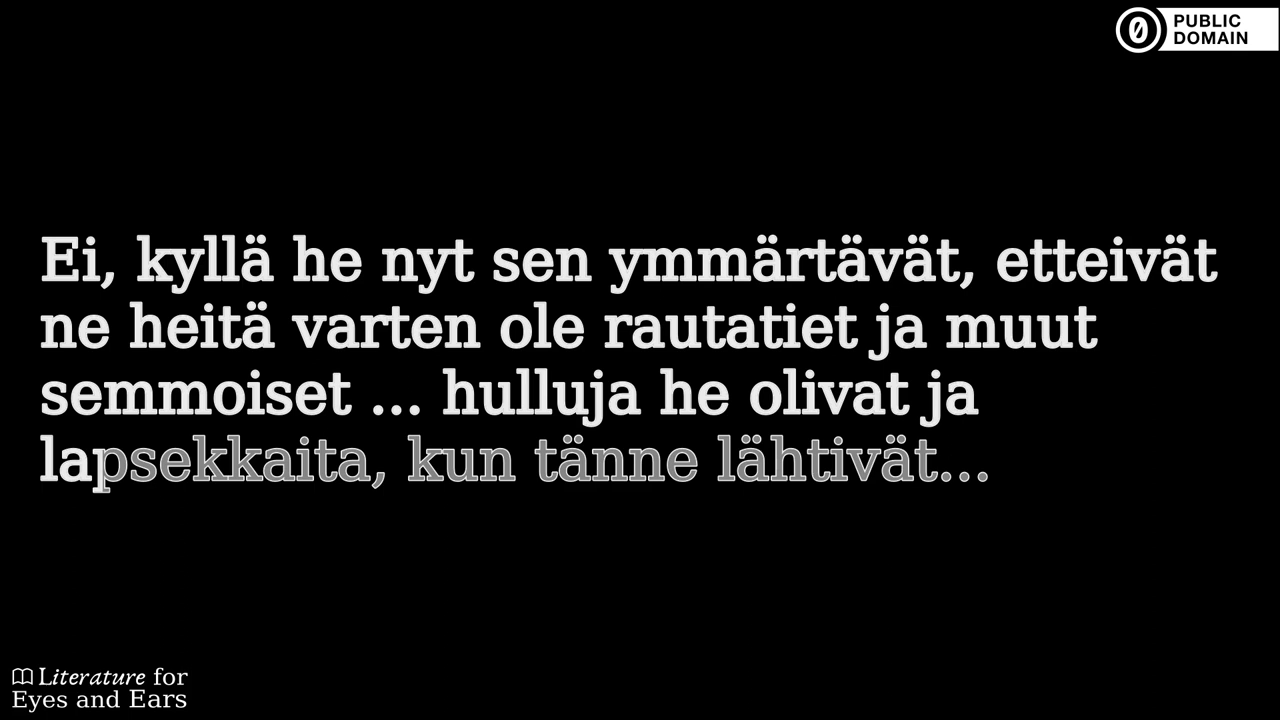 PUBLIC
DOMAIN
Ei, kyllä he nyt sen ymmärtävät, etteivät
ne heitä varten ole rautatiet ja muut
semmoiset ... hulluja he olivat ja
lapsekkaita, kun tänne lähtivät...
Literature for
Eyes and Ears